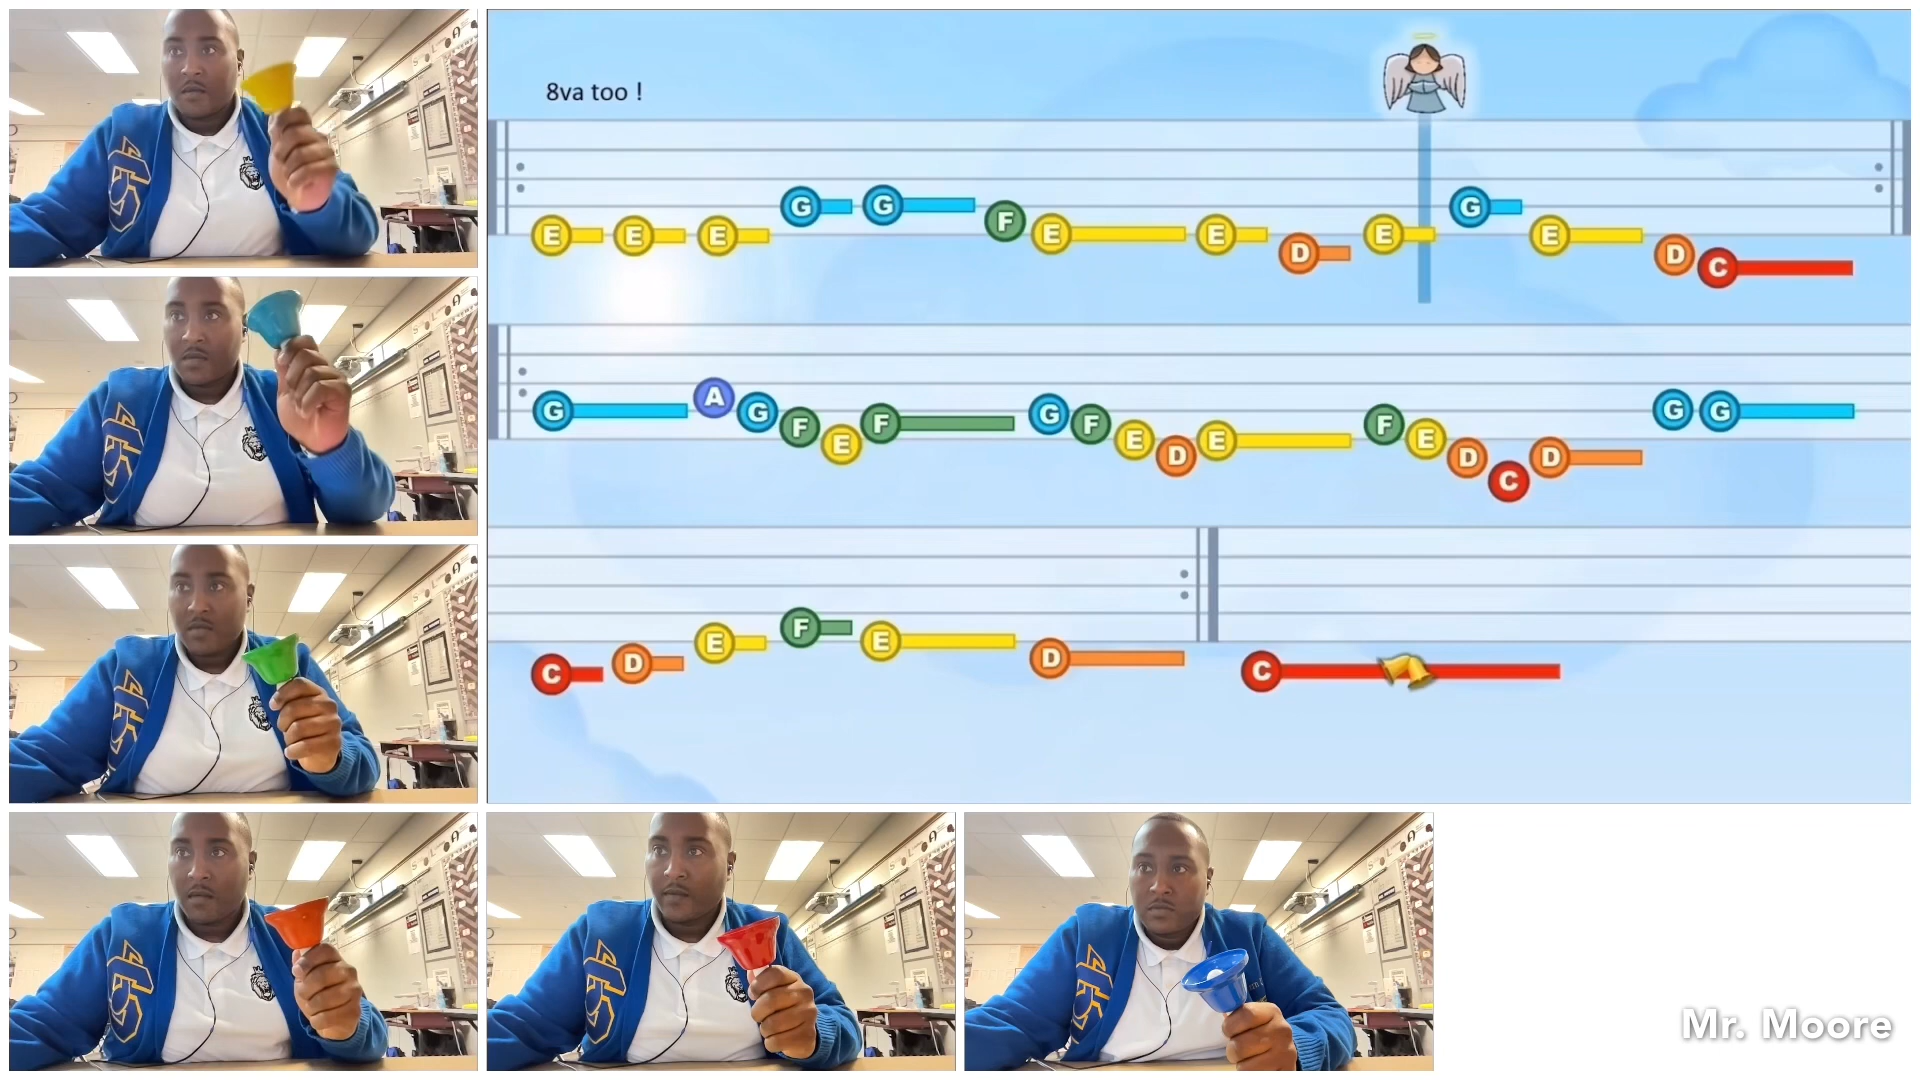 8va too !
E E E G G F E E D E G E D C
G A G F E F G F E D E F E D C D G G
C D E F E D C
Mr. Moore